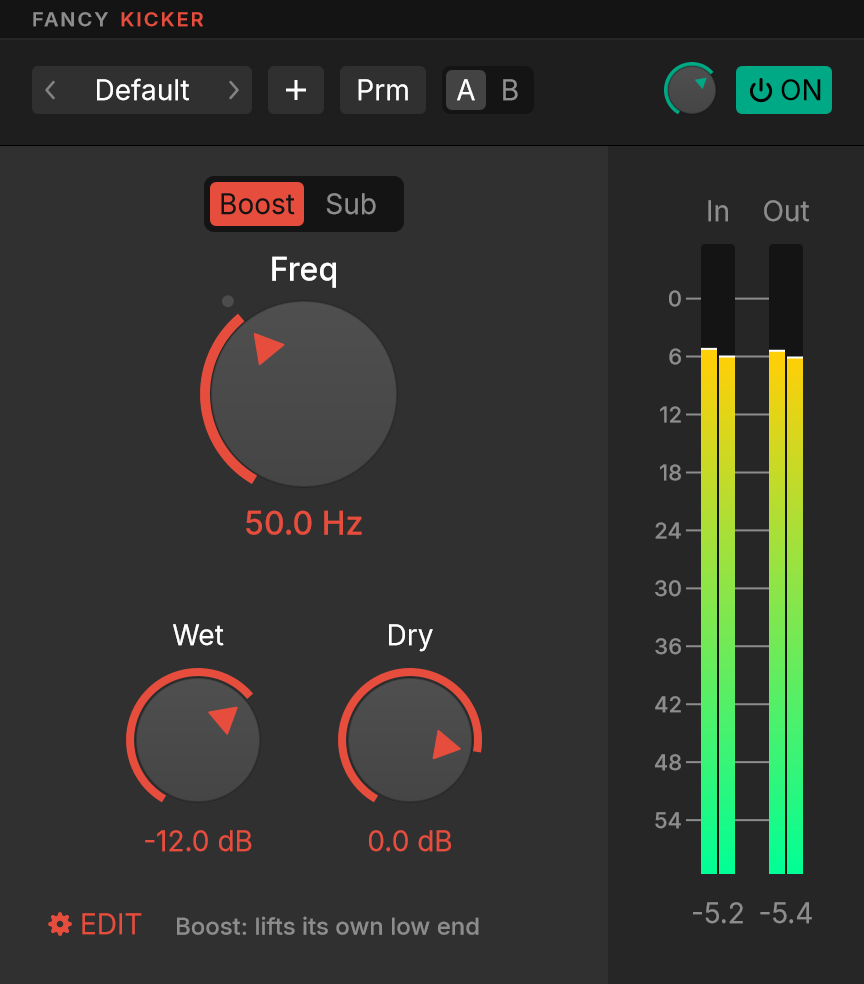 FANCY KICKER
Default + Prm A B ON
Boost Sub
Freq
50.0 Hz
Wet Dry
-12.0 dB 0.0 dB
EDIT Boost: lifts its own low end
In Out
0
6
12
18
24
30
36
42
48
54
-5.2 -5.4